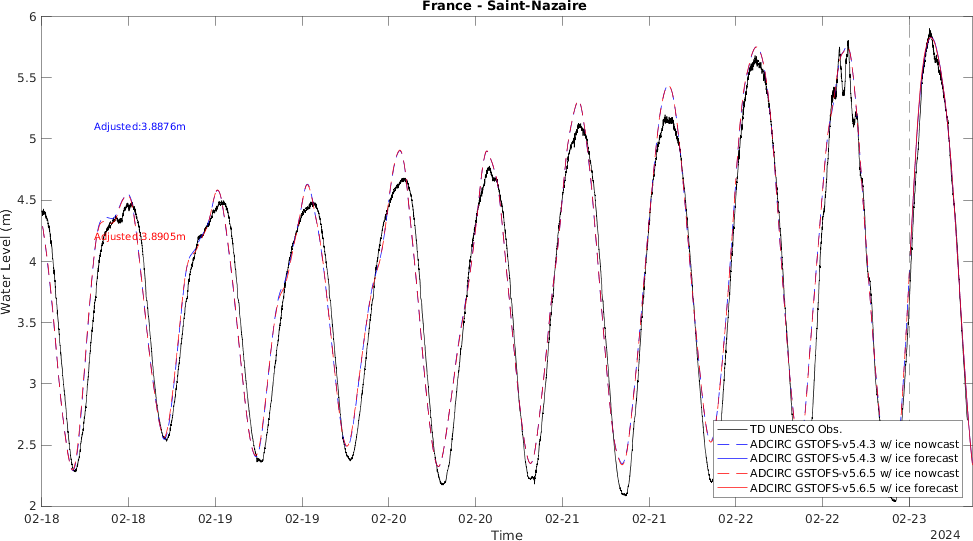 France - Saint-Nazaire
6
5.5
5
4.5
4
3.5
3
2.5
2
Water Level (m)
Adjusted:3.8876m
Adjusted:3.8905m
TD UNESCO Obs.
ADCIRC GSTOFS-v5.4.3 w/ ice nowcast
ADCIRC GSTOFS-v5.4.3 w/ ice forecast
ADCIRC GSTOFS-v5.6.5 w/ ice nowcast
ADCIRC GSTOFS-v5.6.5 w/ ice forecast
02-18 02-18 02-19 02-19 02-20 02-20 02-21 02-21 02-22 02-22 02-23
Time
2024